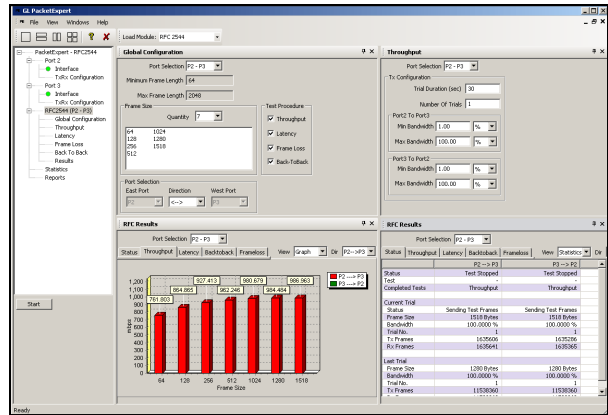 GL PacketExpert
File View Windows Help
Load Module: RFC 2544
PacketExpert - RFC2544
Port 2
Interface
TxRx Configuration
Port 3
Interface
TxRx Configuration
RFC2544 (P2 - P3)
Global Configuration
Throughput
Latency
Frame Loss
Back To Back
Results
Statistics
Reports
Start
Global Configuration
Port Selection P2 - P3
Minimum Frame Length 64
Max Frame Length 2048
Frame Size
Quantity 7
64 1024
128 1280
256 1518
512
Test Procedure
Throughput
Latency
Frame Loss
Back-ToBack
Port Selection
East Port Direction West Port
P2 <--> P3
Throughput
Port Selection P2 - P3
Tx Configuration
Trial Duration (sec) 30
Number Of Trials 1
Port2 To Port3
Min Bandwidth 1.00 %
Max Bandwidth 100.00 %
Port3 To Port2
Min Bandwidth 1.00 %
Max Bandwidth 100.00 %
RFC Results
Port Selection P2 - P3
Status Throughput Latency Backtoback Frameloss View Graph Dir P2-->P3
927.413 980.679 986.963
864.865 962.246 984.484
761.803
P2 ---> P3
P3 ---> P2
1,200
1,100
1,000
900
800
700
600
500
400
300
200
100
0
mbps
64 128 256 512 1024 1280 1518
Frame Size
RFC Results
Port Selection P2 - P3
Status Throughput Latency Backtoback Frameloss View Statistics Dir
P2 --> P3 P3 --> P2
Status Test Stopped Test Stopped
Test - -
Completed Tests Throughput Throughput
Current Trial
Status Sending Test Frames Sending Test Frames
Frame Size 1518 Bytes 1518 Bytes
Bandwidth 100.0000 % 100.0000 %
Trial No. 1 1
Tx Frames 1635606 1635286
Rx Frames 1635641 1635365
Last Trial
Frame Size 1280 Bytes 1280 Bytes
Bandwidth 100.0000 % 100.0000 %
Trial No. 1 1
Tx Frames 11538360 11538360
Ready